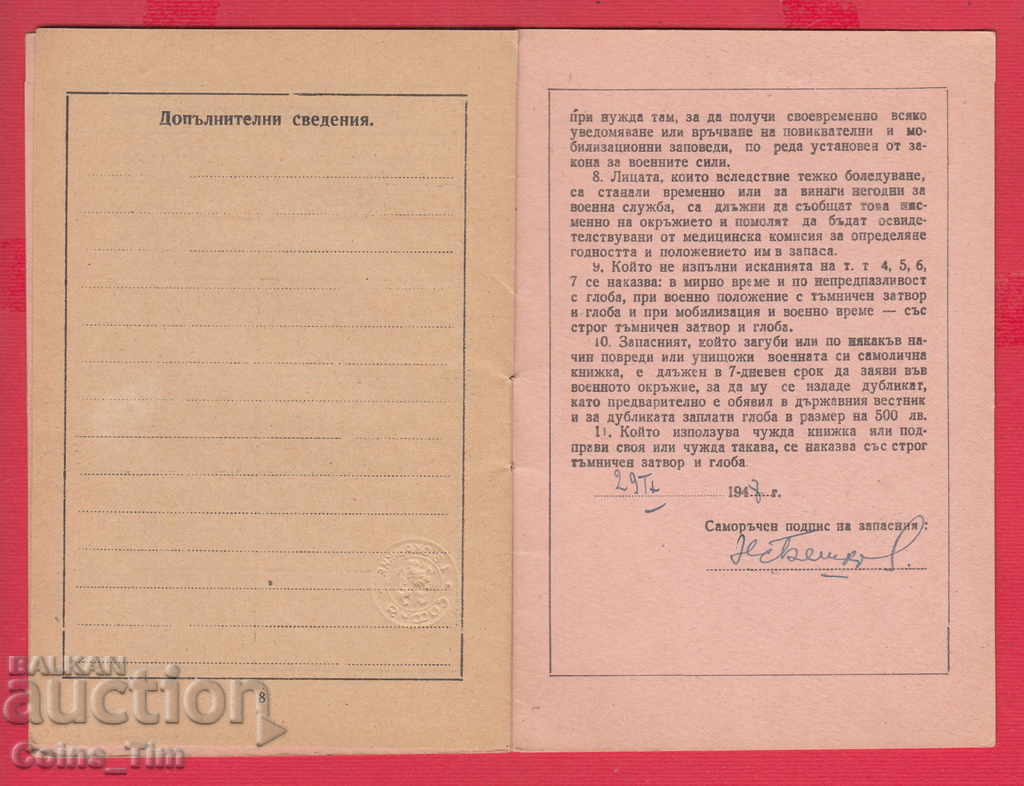 Допълнителни сведения.
8
при нужда там, за да получи своевременно всяко
уведомяване или връчване на повиквателни и мо-
билизационни заповеди, по реда установен от за-
кона за военните сили.
8. Лицата, които вследствие тежко боледуване,
са станали временно или за винаги негодни за
военна служба, са длъжни да съобщат това пис-
менно на окръжието и помолят да бъдат освиде-
телствувани от медицинска комисия за определяне
годността и положението им в запаса.
9. Който не изпълни исканията на т. т 4, 5, 6,
7 се наказва: в мирно време и по непредпазливост
с глоба, при военно положение с тъмничен затвор
и глоба и при мобилизация и военно време — със
строг тъмничен затвор и глоба.
10. Запасният, който загуби или по някакъв на-
чин повреди или унищожи военната си самолична
книжка, е длъжен в 7-дневен срок да заяви във
военното окръжие, за да му се издаде дубликат,
като предварително е обявил в държавния вестник
и за дубликата заплати глоба в размер на 500 лв.
11. Който използува чужда книжка или под-
прави своя или чужда такава, се наказва със строг
тъмничен затвор и глоба
29 194 г.
Саморъчен подпис на запасния:
BALKAN
auction
Coins_Tim